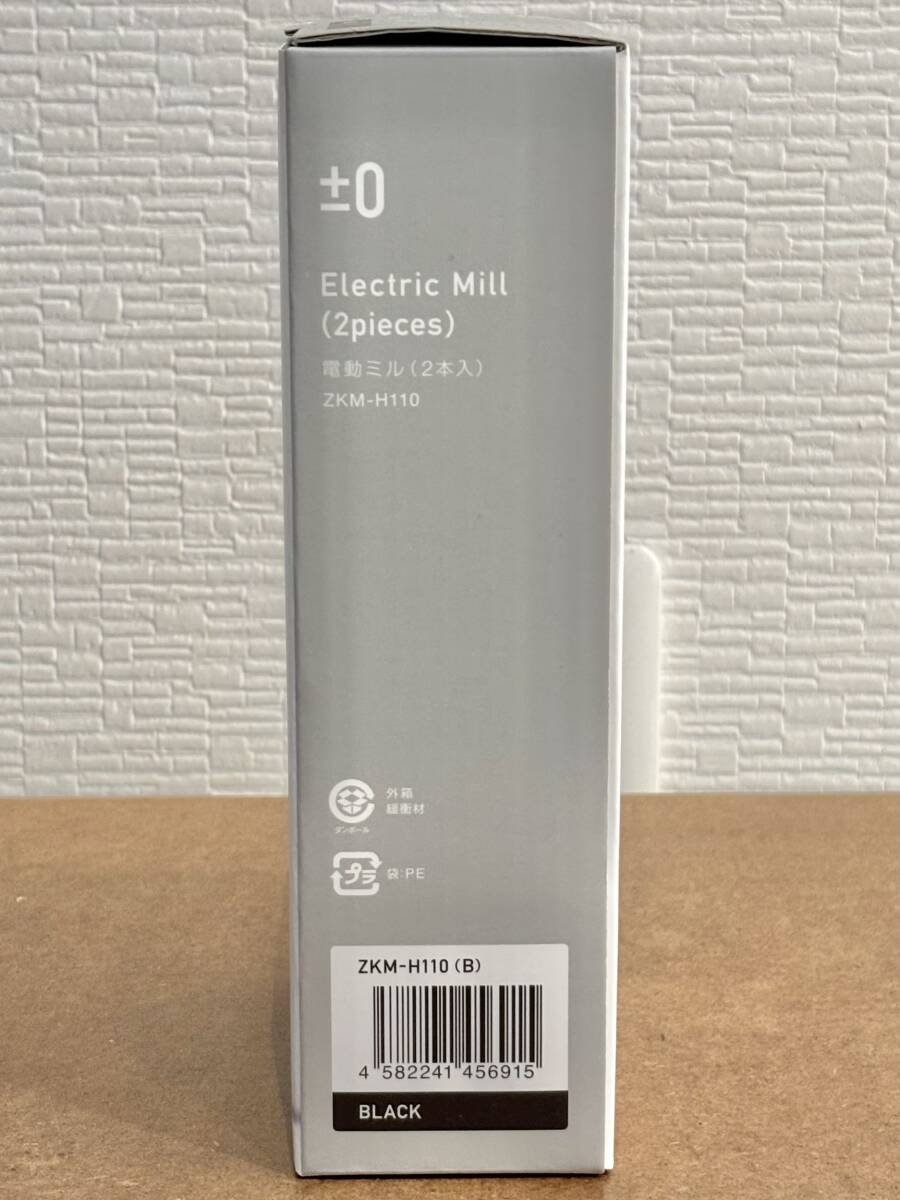 ±0
Electric Mill
(2pieces)
電動ミル(2本入)
ZKM-H110
外箱
緩衝材
ダンボール
プラ
袋:PE
ZKM-H110 (B)
4 582241 456915
BLACK